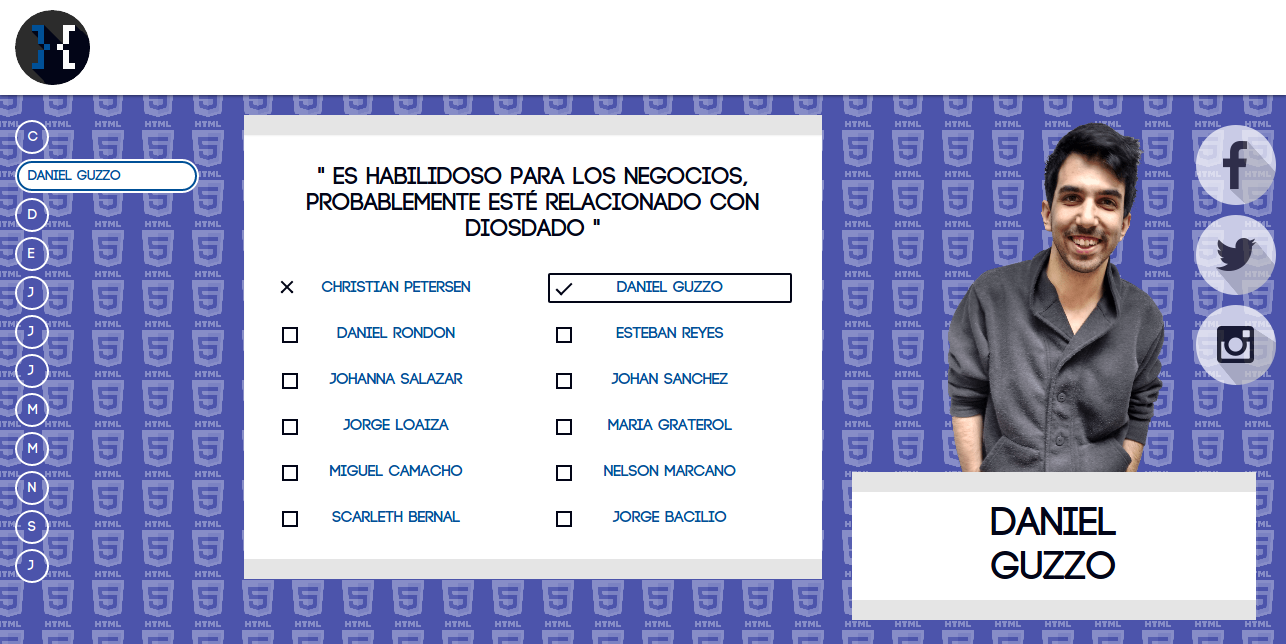 C
DANIEL GUZZO
D
E
J
J
J
M
M
N
S
J
" ES HABILIDOSO PARA LOS NEGOCIOS,
PROBABLEMENTE ESTÉ RELACIONADO CON
DIOSDADO "
CHRISTIAN PETERSEN
DANIEL GUZZO
DANIEL RONDON
ESTEBAN REYES
JOHANNA SALAZAR
JOHAN SANCHEZ
JORGE LOAIZA
MARIA GRATEROL
MIGUEL CAMACHO
NELSON MARCANO
SCARLETH BERNAL
JORGE BACILIO
DANIEL
GUZZO
HTML